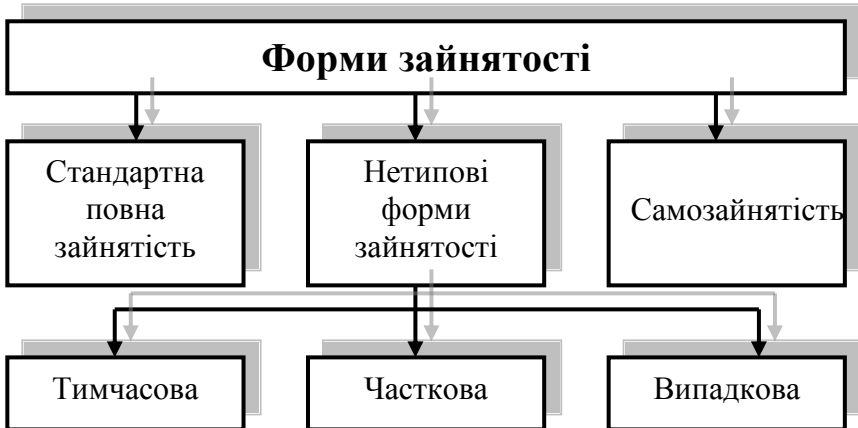 Форми зайнятості
Стандартна
повна
зайнятість
Нетипові
форми
зайнятості
Самозайнятість
Тимчасова
Часткова
Випадкова